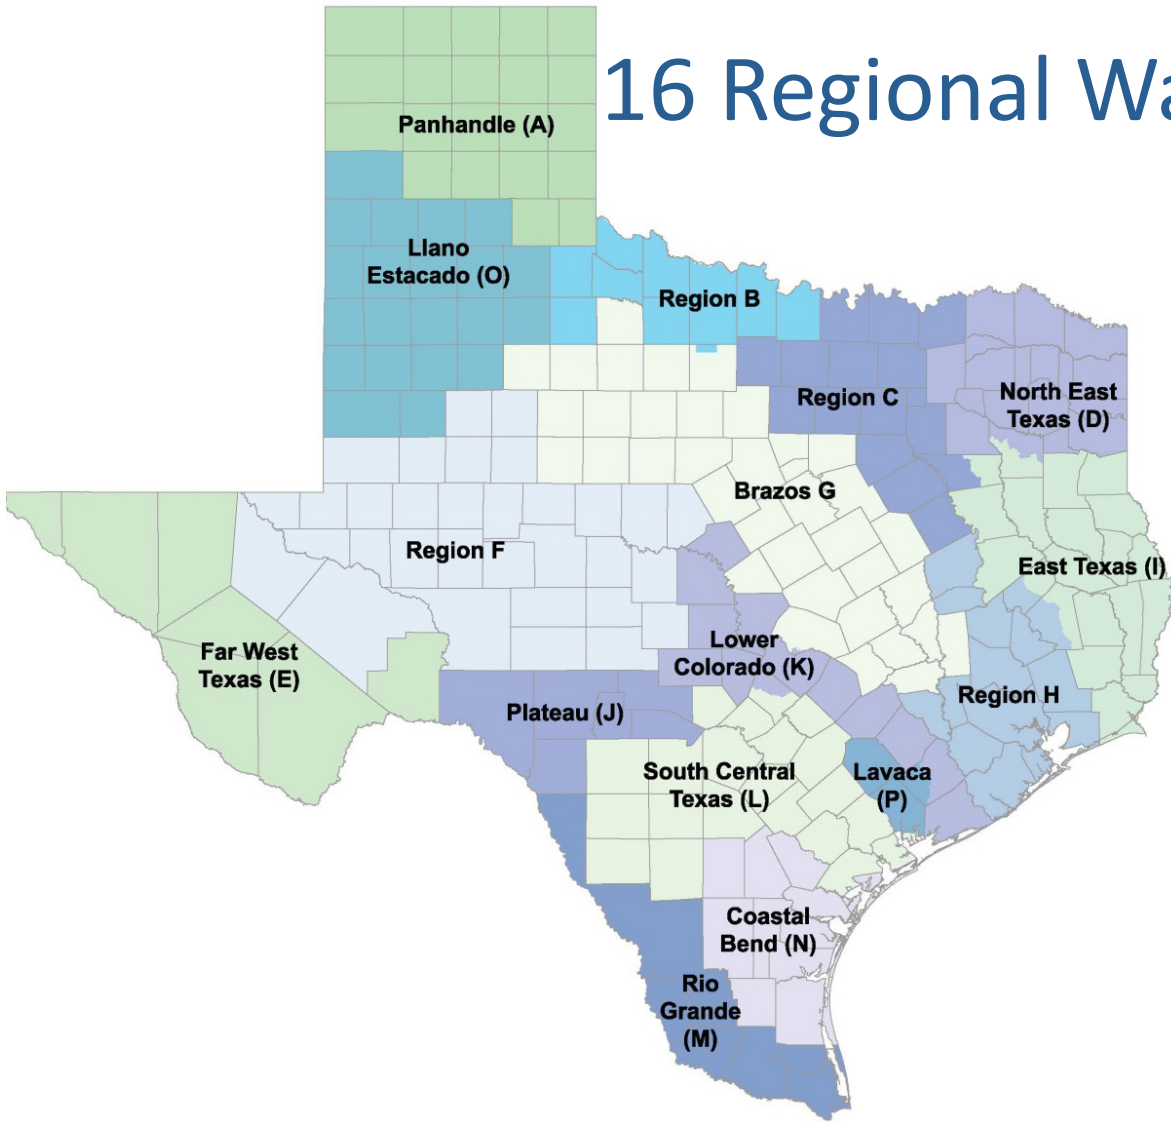 16 Regional Wa
Panhandle (A)
Llano
Estacado (O)
Region B
Region C
North East
Texas (D)
Brazos G
Region F
East Texas (I)
Far West
Texas (E)
Lower
Colorado (K)
Region H
Plateau (J)
South Central
Texas (L)
Lavaca
(P)
Coastal
Bend (N)
Rio
Grande
(M)